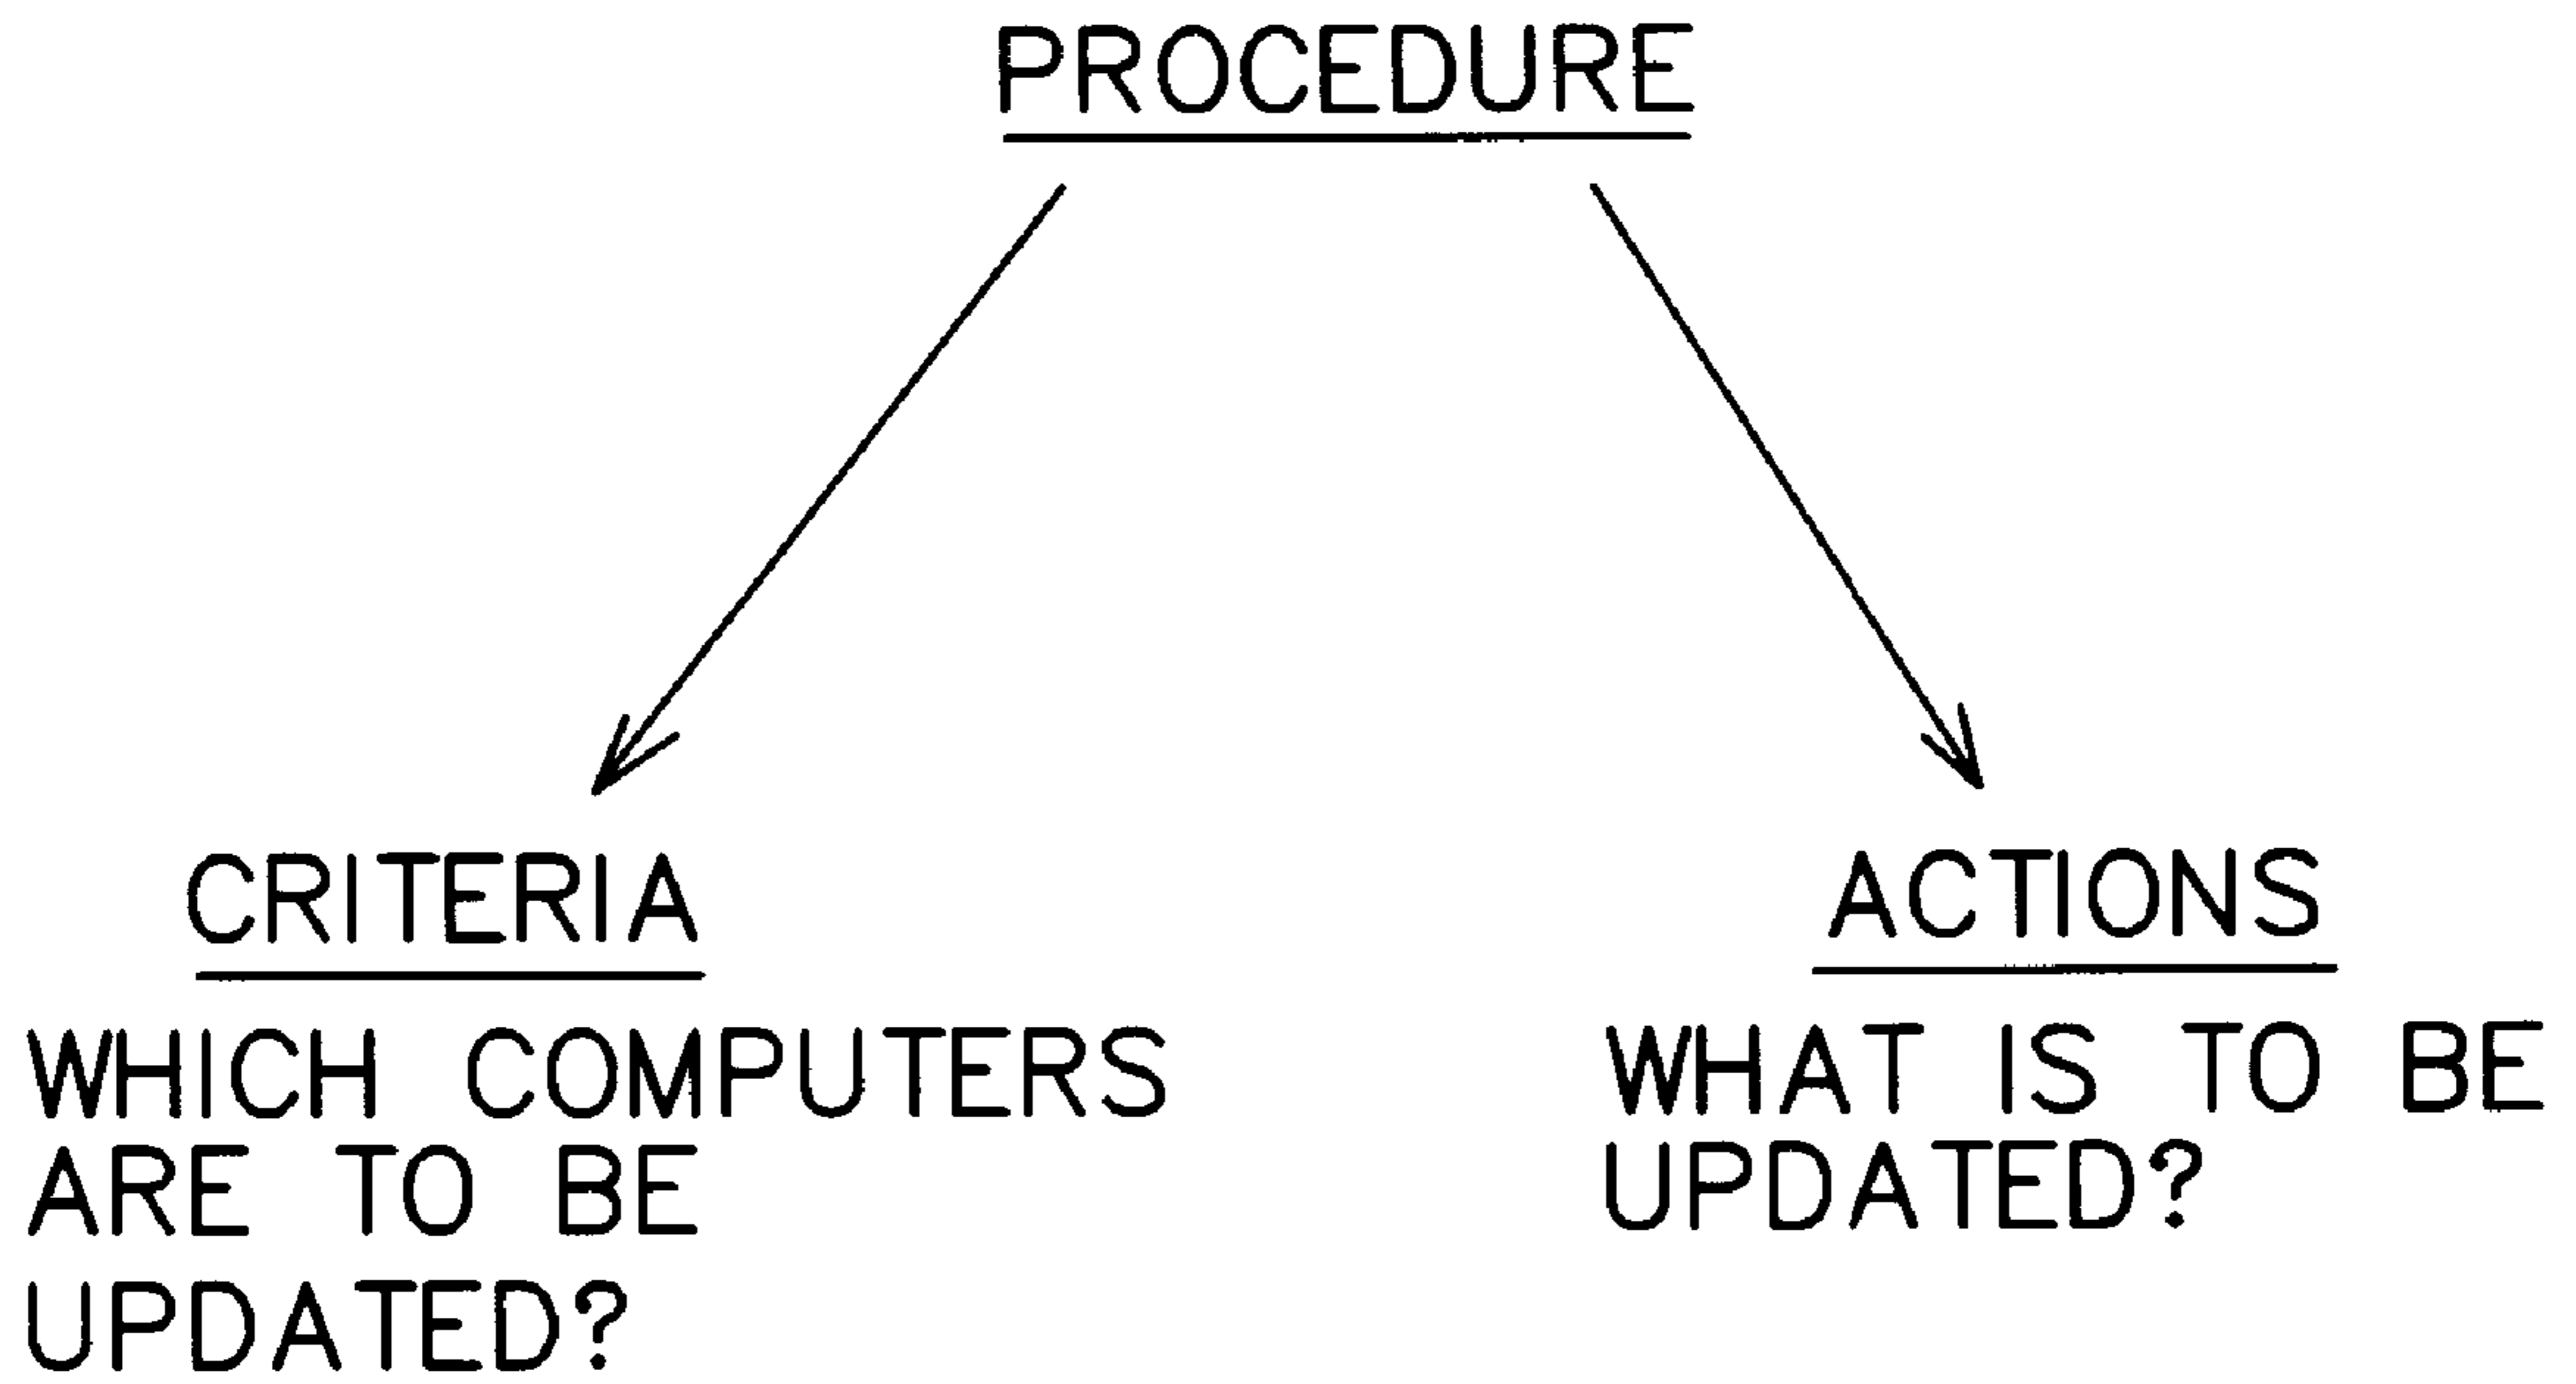 PROCEDURE
CRITERIA
WHICH COMPUTERS
ARE TO BE
UPDATED?
ACTIONS
WHAT IS TO BE
UPDATED?